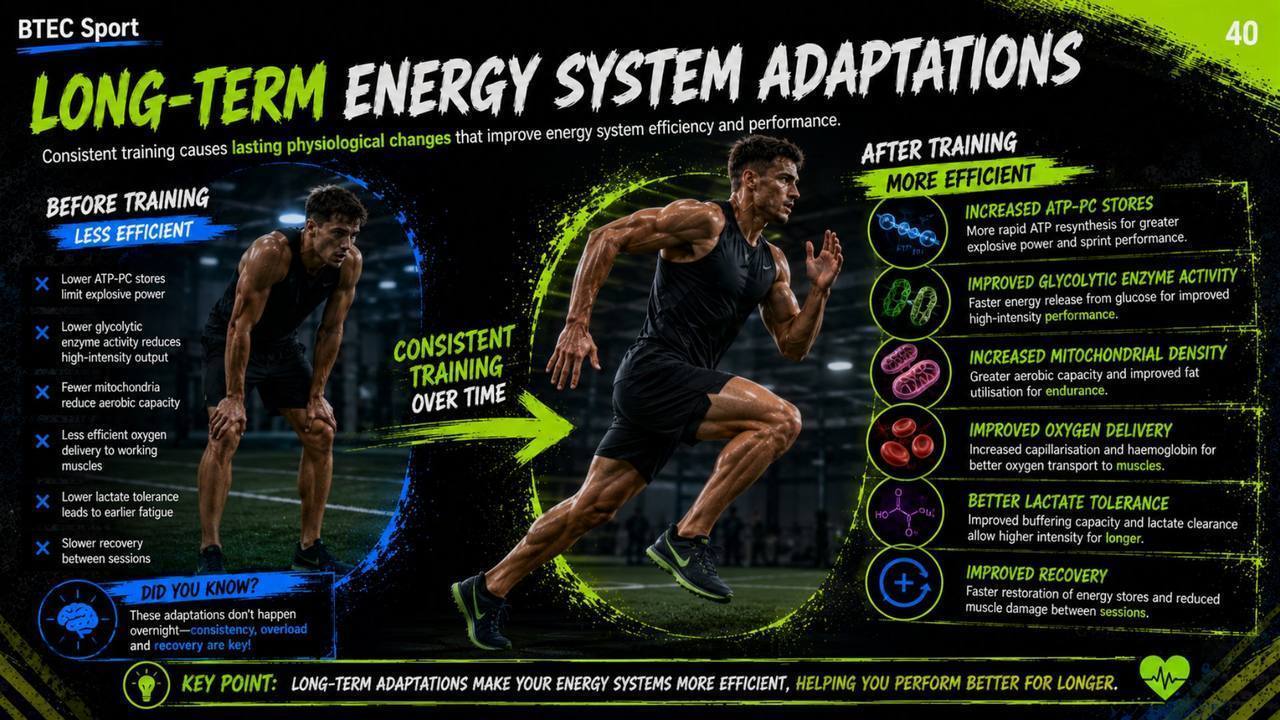 BTEC Sport
40
LONG-TERM ENERGY SYSTEM ADAPTATIONS
Consistent training causes lasting physiological changes that improve energy system efficiency and performance.
BEFORE TRAINING
LESS EFFICIENT
Lower ATP-PC stores
limit explosive power
Lower glycolytic
enzyme activity reduces
high-intensity output
Fewer mitochondria
reduce aerobic capacity
Less efficient oxygen
delivery to working
muscles
Lower lactate tolerance
leads to earlier fatigue
Slower recovery
between sessions
DID YOU KNOW?
These adaptations don't happen
overnight—consistency, overload
and recovery are key!
CONSISTENT
TRAINING
OVER TIME
AFTER TRAINING
MORE EFFICIENT
INCREASED ATP-PC STORES
More rapid ATP resynthesis for greater
explosive power and sprint performance.
IMPROVED GLYCOLYTIC ENZYME ACTIVITY
Faster energy release from glucose for improved
high-intensity performance.
INCREASED MITOCHONDRIAL DENSITY
Greater aerobic capacity and improved fat
utilisation for endurance.
IMPROVED OXYGEN DELIVERY
Increased capillarisation and haemoglobin for
better oxygen transport to muscles.
HO
O
O
BETTER LACTATE TOLERANCE
Improved buffering capacity and lactate clearance
allow higher intensity for longer.
IMPROVED RECOVERY
Faster restoration of energy stores and reduced
muscle damage between sessions.
KEY POINT: LONG-TERM ADAPTATIONS MAKE YOUR ENERGY SYSTEMS MORE EFFICIENT, HELPING YOU PERFORM BETTER FOR LONGER.